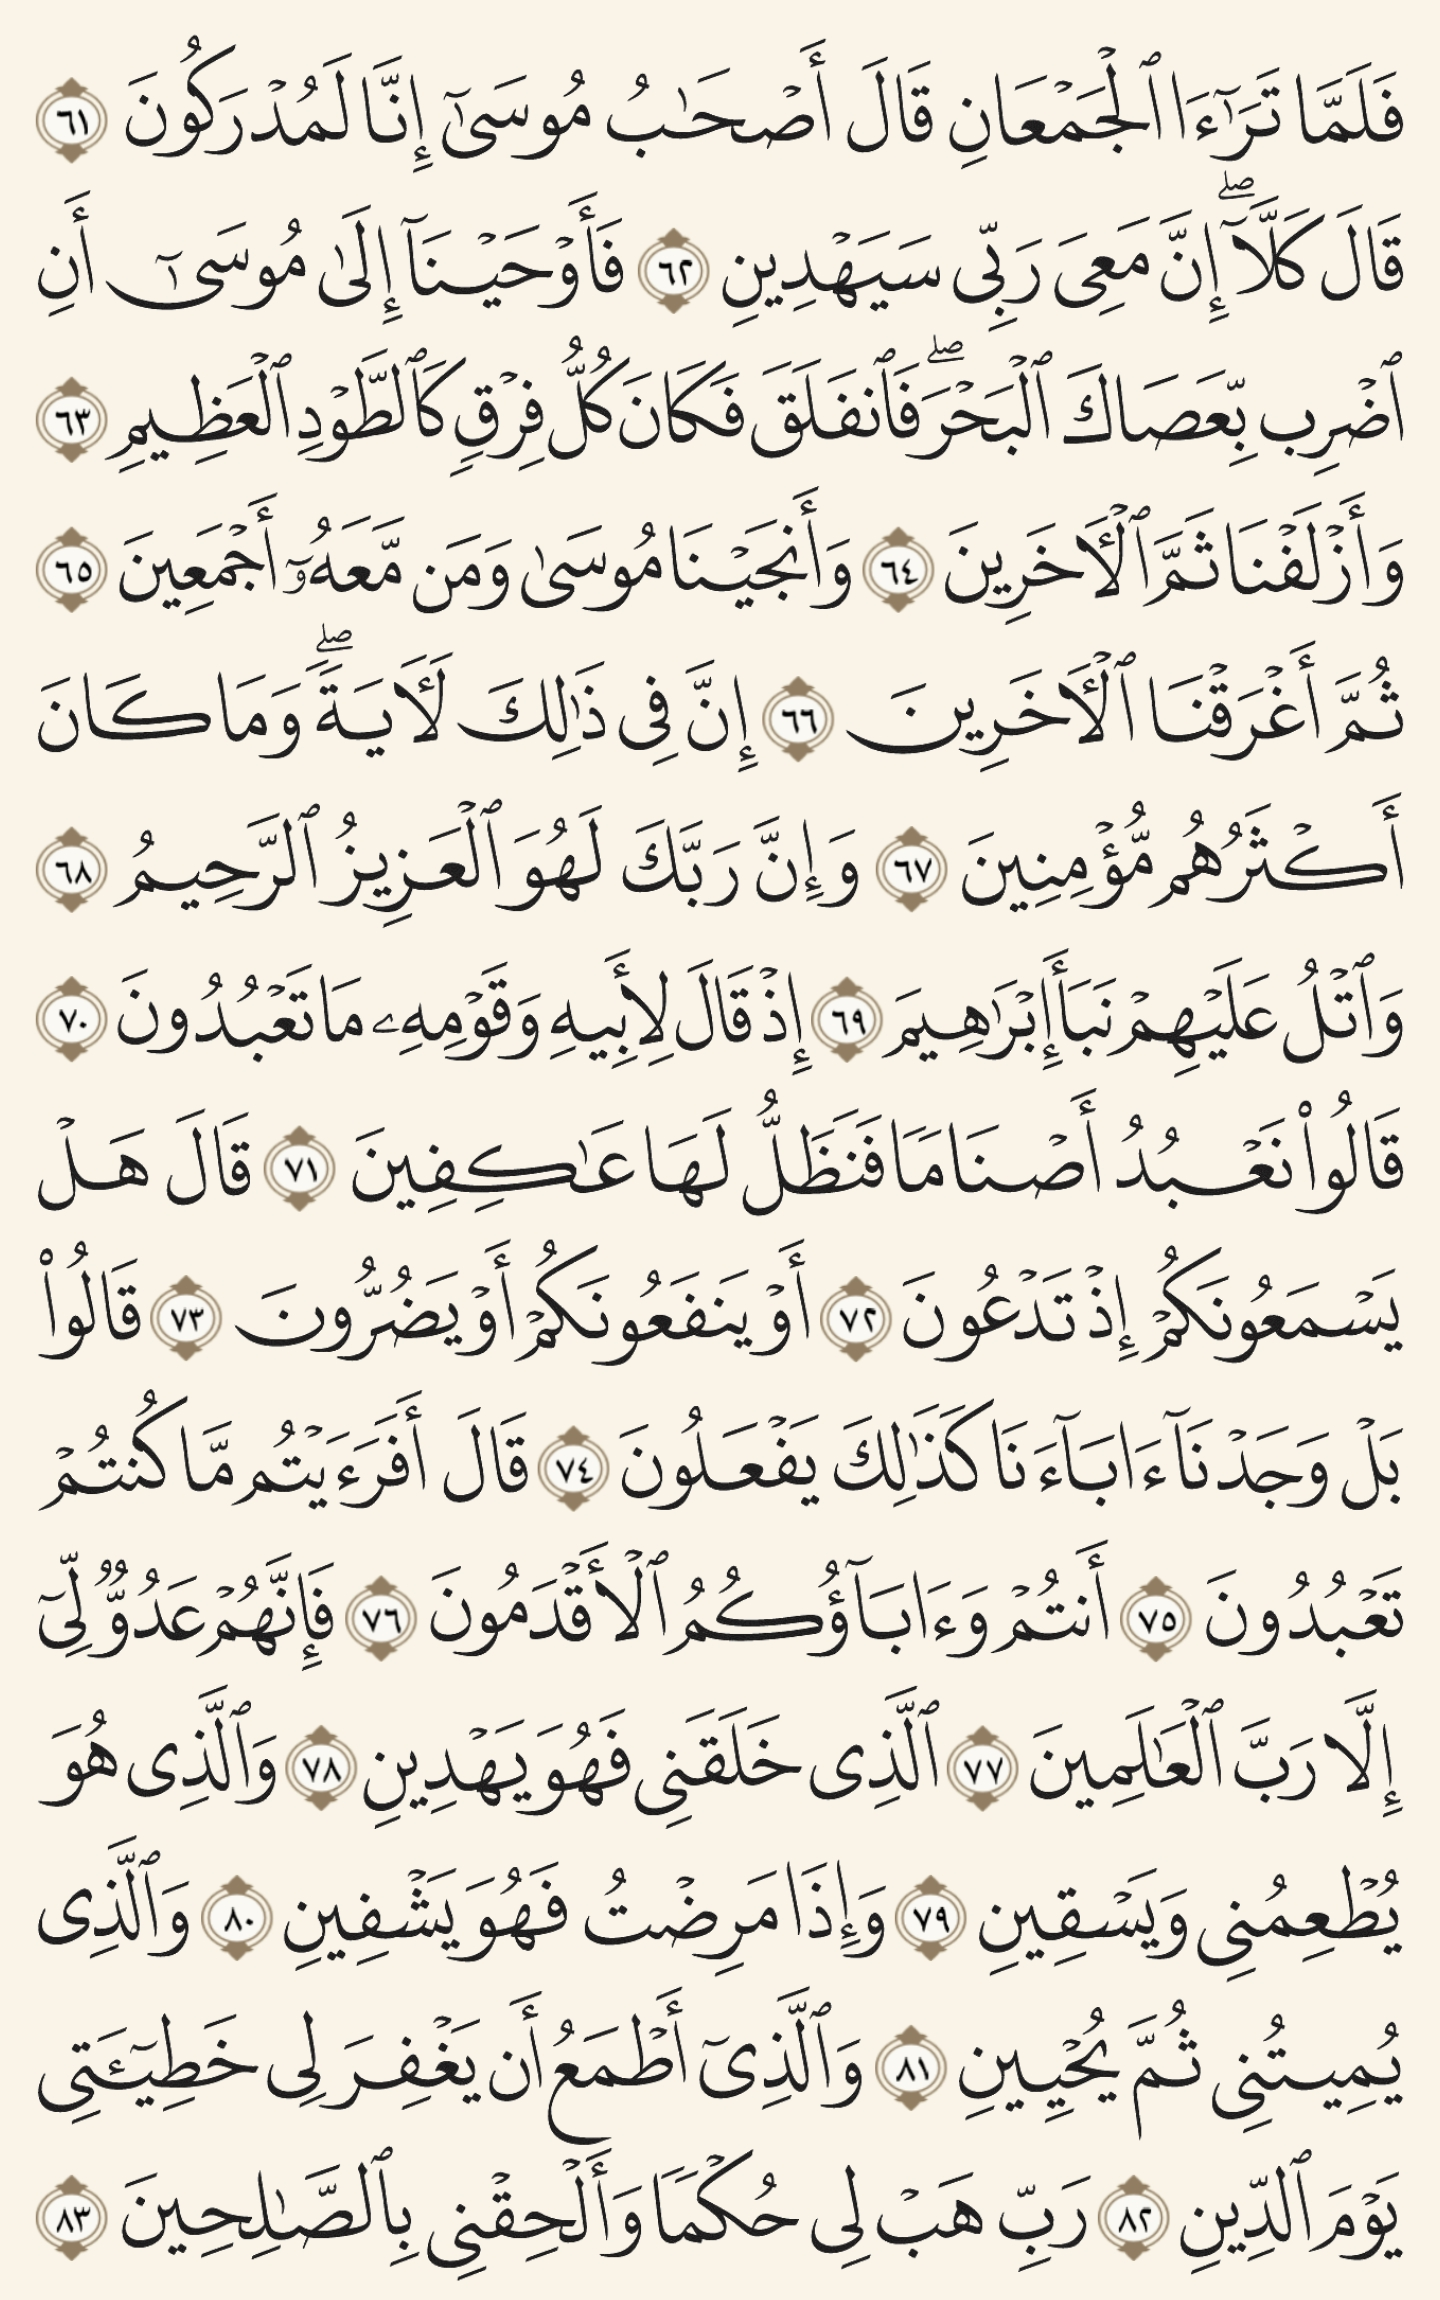 فَلَمَّا تَرَٰٓءَا ٱلْجَمْعَانِ قَالَ أَصْحَٰبُ مُوسَىٰٓ إِنَّا لَمُدْرَكُونَ ٦١
قَالَ كَلَّآ ۖ إِنَّ مَعِىَ رَبِّى سَيَهْدِينِ ٦٢ فَأَوْحَيْنَآ إِلَىٰ مُوسَىٰٓ أَنِ
ٱضْرِب بِّعَصَاكَ ٱلْبَحْرَ ۖ فَٱنفَلَقَ فَكَانَ كُلُّ فِرْقٍ كَٱلطَّوْدِ ٱلْعَظِيمِ ٦٣
وَأَزْلَفْنَا ثَمَّ ٱلْـَٔاخَرِينَ ٦٤ وَأَنجَيْنَا مُوسَىٰ وَمَن مَّعَهُۥٓ أَجْمَعِينَ ٦٥
ثُمَّ أَغْرَقْنَا ٱلْـَٔاخَرِينَ ٦٦ إِنَّ فِى ذَٰلِكَ لَـَٔايَةً ۖ وَمَا كَانَ
أَكْثَرُهُم مُّؤْمِنِينَ ٦٧ وَإِنَّ رَبَّكَ لَهُوَ ٱلْعَزِيزُ ٱلرَّحِيمُ ٦٨
وَٱتْلُ عَلَيْهِمْ نَبَأَ إِبْرَٰهِيمَ ٦٩ إِذْ قَالَ لِأَبِيهِ وَقَوْمِهِۦ مَا تَعْبُدُونَ ٧٠
قَالُوا۟ نَعْبُدُ أَصْنَامًا فَنَظَلُّ لَهَا عَٰكِفِينَ ٧١ قَالَ هَلْ
يَسْمَعُونَكُمْ إِذْ تَدْعُونَ ٧٢ أَوْ يَنفَعُونَكُمْ أَوْ يَضُرُّونَ ٧٣ قَالُوا۟
بَلْ وَجَدْنَآ ءَابَآءَنَا كَذَٰلِكَ يَفْعَلُونَ ٧٤ قَالَ أَفَرَءَيْتُم مَّا كُنتُمْ
تَعْبُدُونَ ٧٥ أَنتُمْ وَءَابَآؤُكُمُ ٱلْأَقْدَمُونَ ٧٦ فَإِنَّهُمْ عَدُوٌّ لِّىٓ
إِلَّا رَبَّ ٱلْعَٰلَمِينَ ٧٧ ٱلَّذِى خَلَقَنِى فَهُوَ يَهْدِينِ ٧٨ وَٱلَّذِى هُوَ
يُطْعِمُنِى وَيَسْقِينِ ٧٩ وَإِذَا مَرِضْتُ فَهُوَ يَشْفِينِ ٨٠ وَٱلَّذِى
يُمِيتُنِى ثُمَّ يُحْيِينِ ٨١ وَٱلَّذِىٓ أَطْمَعُ أَن يَغْفِرَ لِى خَطِيٓـَٔتِى
يَوْمَ ٱلدِّينِ ٨٢ رَبِّ هَبْ لِى حُكْمًا وَأَلْحِقْنِى بِٱلصَّٰلِحِينَ ٨٣